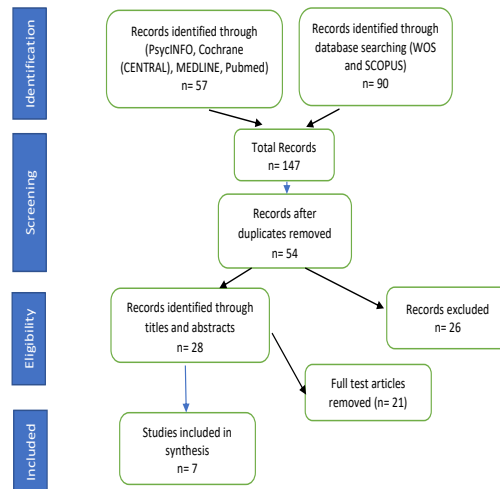 Identification
Records identified through
(PsycINFO, Cochrane
(CENTRAL), MEDLINE, Pubmed)
n= 57
Records identified through
database searching (WOS
and SCOPUS)
n= 90
Screening
Total Records
n= 147
Records after
duplicates removed
n= 54
Eligibility
Records identified through
titles and abstracts
n= 28
Records excluded
n= 26
Full test articles
removed (n= 21)
Included
Studies included in
synthesis
n= 7